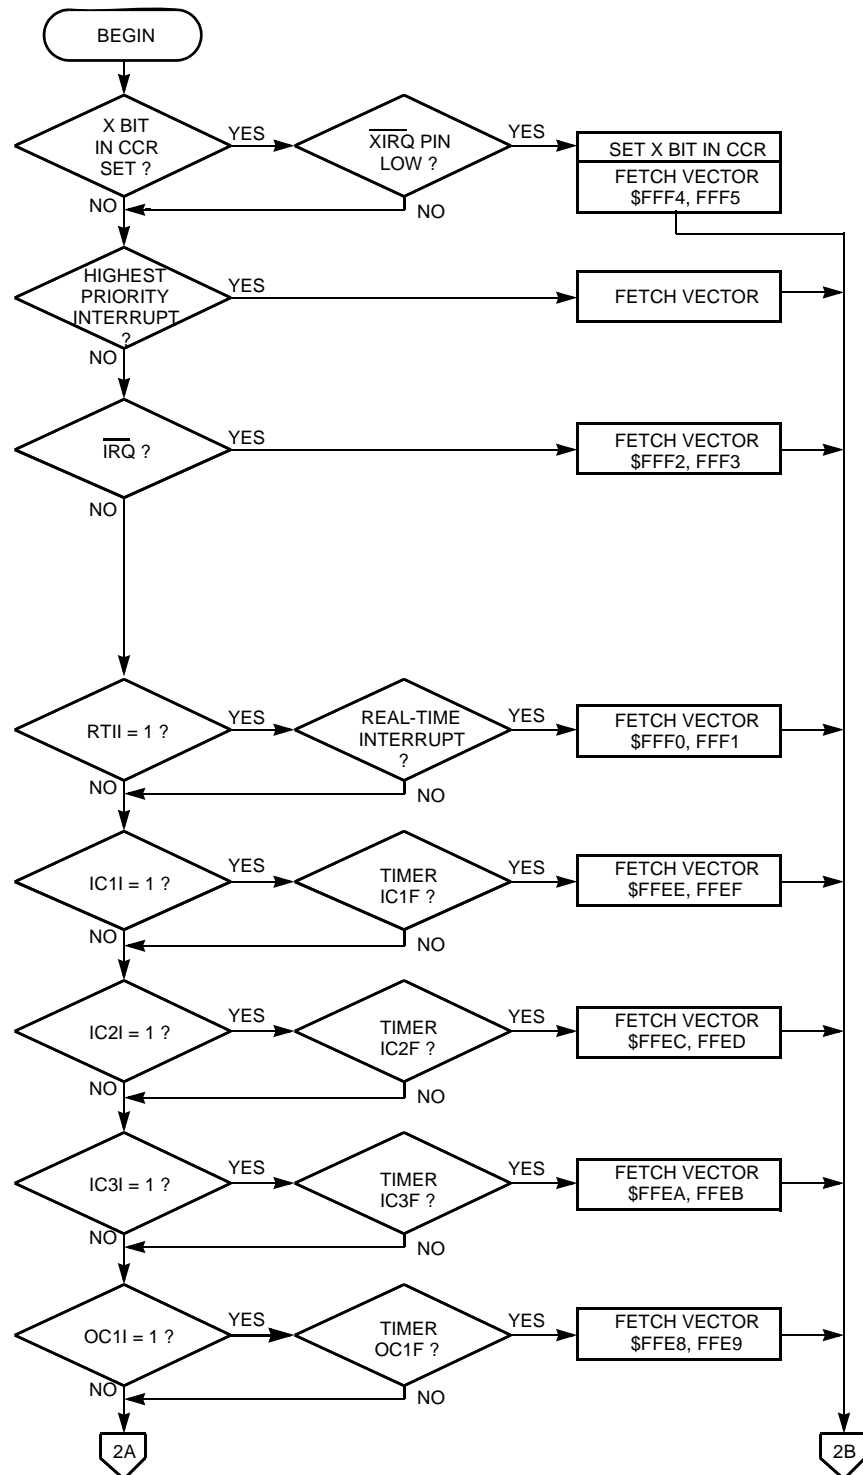 BEGIN
X BIT
IN CCR
SET ?
YES
XIRQ PIN
LOW ?
YES
SET X BIT IN CCR
FETCH VECTOR
$FFF4, FFF5
NO
NO
HIGHEST
PRIORITY
INTERRUPT
?
YES
FETCH VECTOR
NO
IRQ ?
YES
FETCH VECTOR
$FFF2, FFF3
NO
RTII = 1 ?
YES
REAL-TIME
INTERRUPT
?
YES
FETCH VECTOR
$FFF0, FFF1
NO
NO
IC1I = 1 ?
YES
TIMER
IC1F ?
YES
FETCH VECTOR
$FFEE, FFEF
NO
NO
IC2I = 1 ?
YES
TIMER
IC2F ?
YES
FETCH VECTOR
$FFEC, FFED
NO
NO
IC3I = 1 ?
YES
TIMER
IC3F ?
YES
FETCH VECTOR
$FFEA, FFEB
NO
NO
OC1I = 1 ?
YES
TIMER
OC1F ?
YES
FETCH VECTOR
$FFE8, FFE9
NO
NO
2A
2B